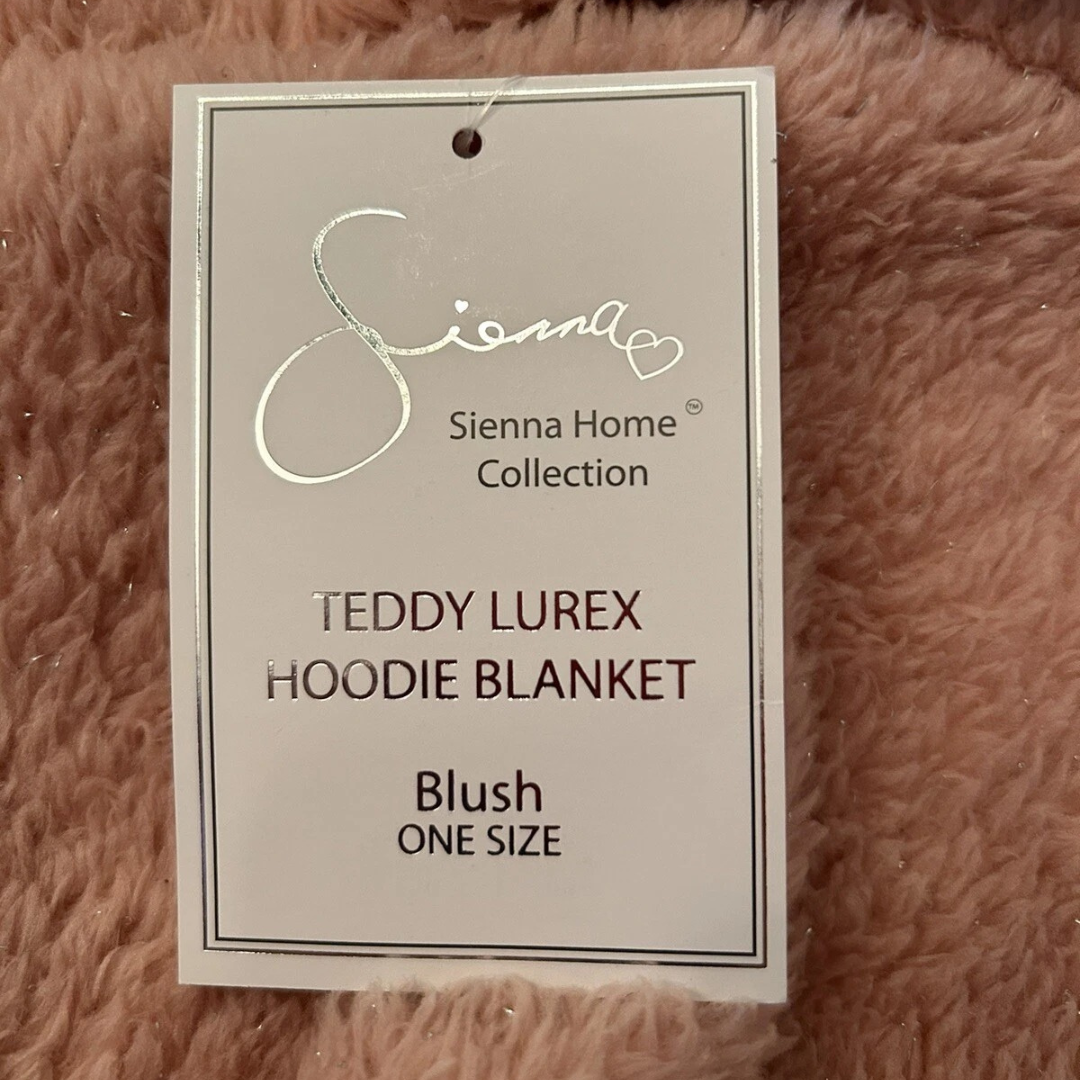 Sienna
Sienna Home™
Collection
TEDDY LUREX
HOODIE BLANKET
Blush
ONE SIZE